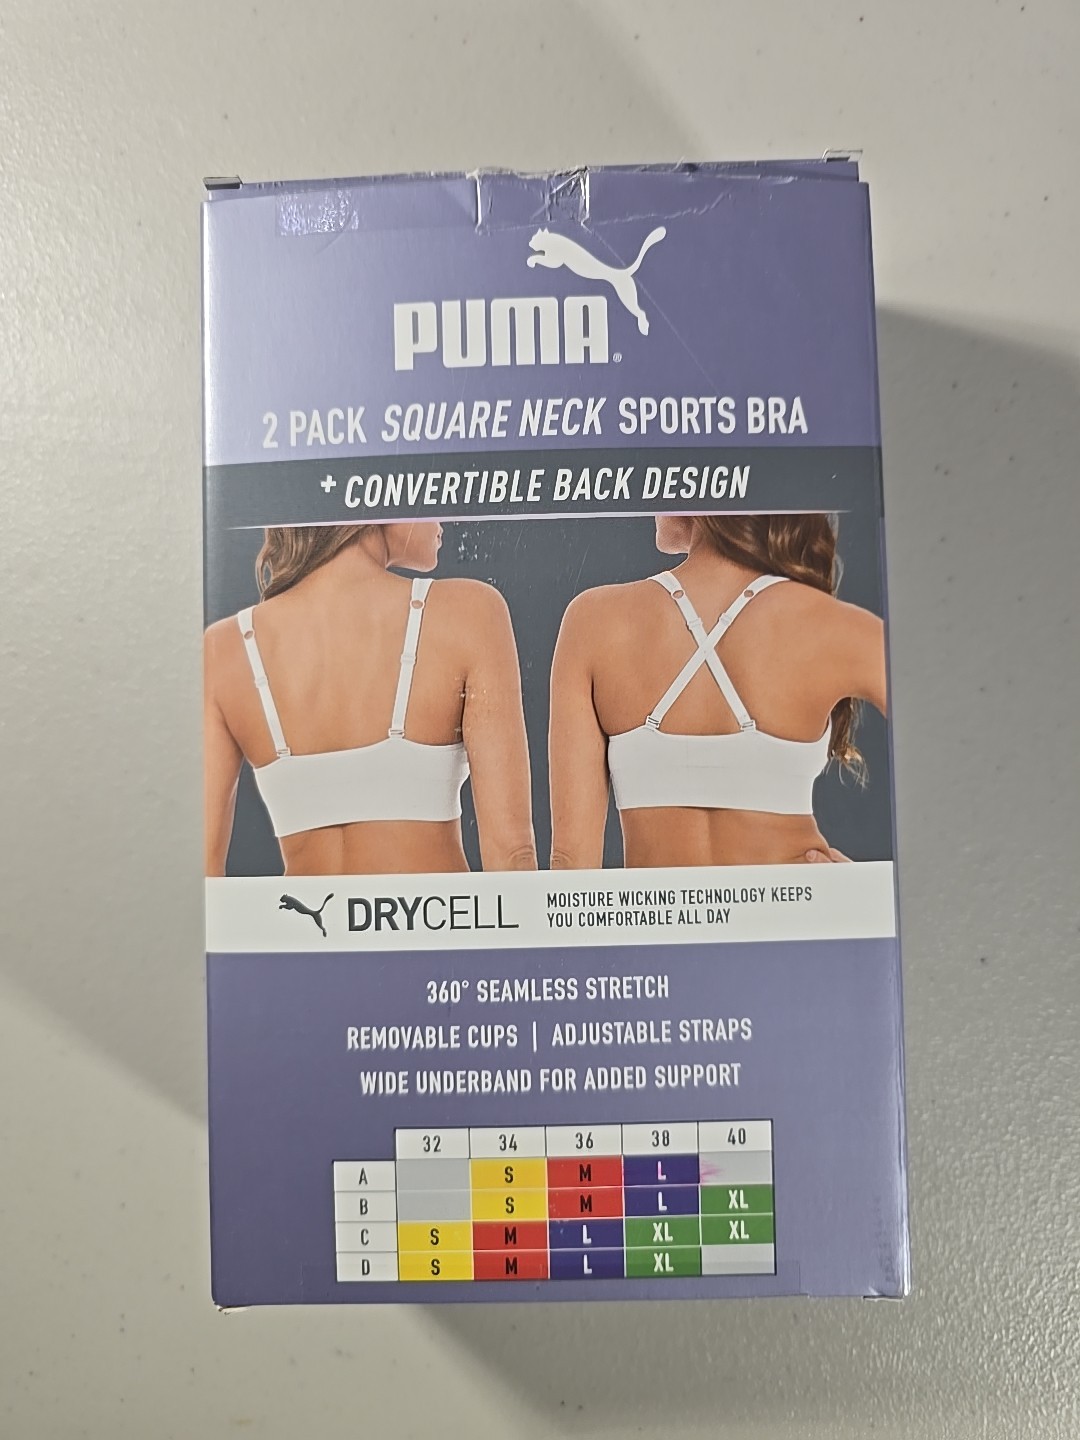 PUMA®
2 PACK SQUARE NECK SPORTS BRA
+ CONVERTIBLE BACK DESIGN
DRYCELL
MOISTURE WICKING TECHNOLOGY KEEPS
YOU COMFORTABLE ALL DAY
360° SEAMLESS STRETCH
REMOVABLE CUPS | ADJUSTABLE STRAPS
WIDE UNDERBAND FOR ADDED SUPPORT
32 34 36 38 40
A S M L
B S M L XL
C S M L XL XL
D S M L XL